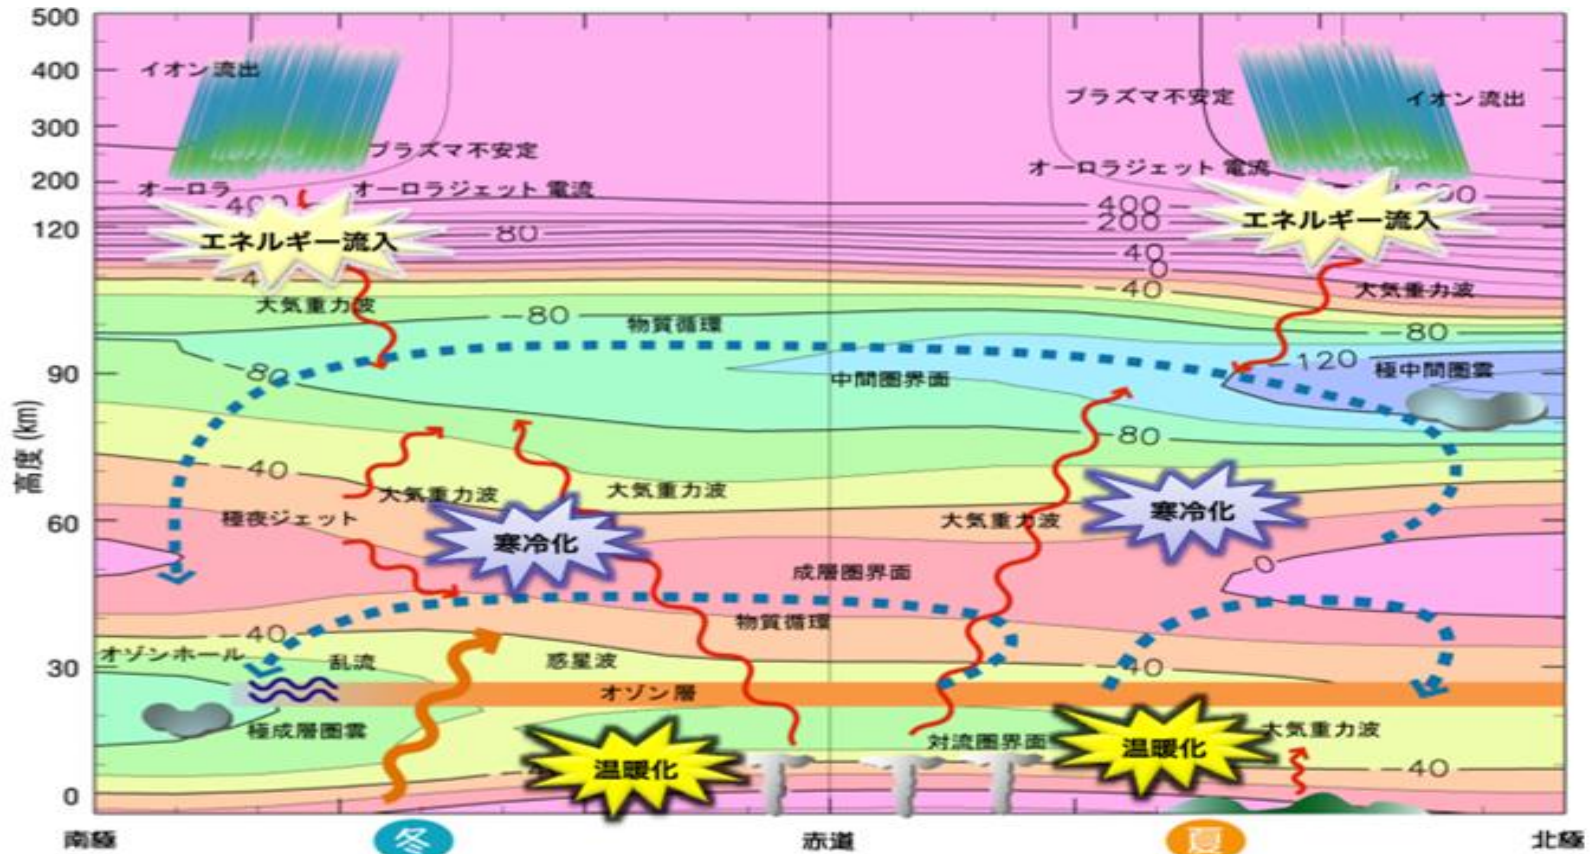 500
400
300
200
120
90
60
30
0
高度 (km)
イオン流出
プラズマ不安定
オーロラ
オーロラジェット電流
400
エネルギー流入
80
-4
大気重力波
-80
物質循環
-80
-40
大気重力波
大気重力波
極夜ジェット
寒冷化
成層圏界面
物質循環
-40
オゾンホール
乱流
惑星波
オゾン層
極成層圏雲
温暖化
プラズマ不安定
イオン流出
オーロラジェット電流
400
200
エネルギー流入
40
0
-40
大気重力波
-80
-120
極中間圏雲
中間圏界面
-80
寒冷化
大気重力波
0
-40
対流圏界面
温暖化
大気重力波
-40
南極
冬
赤道
夏
北極